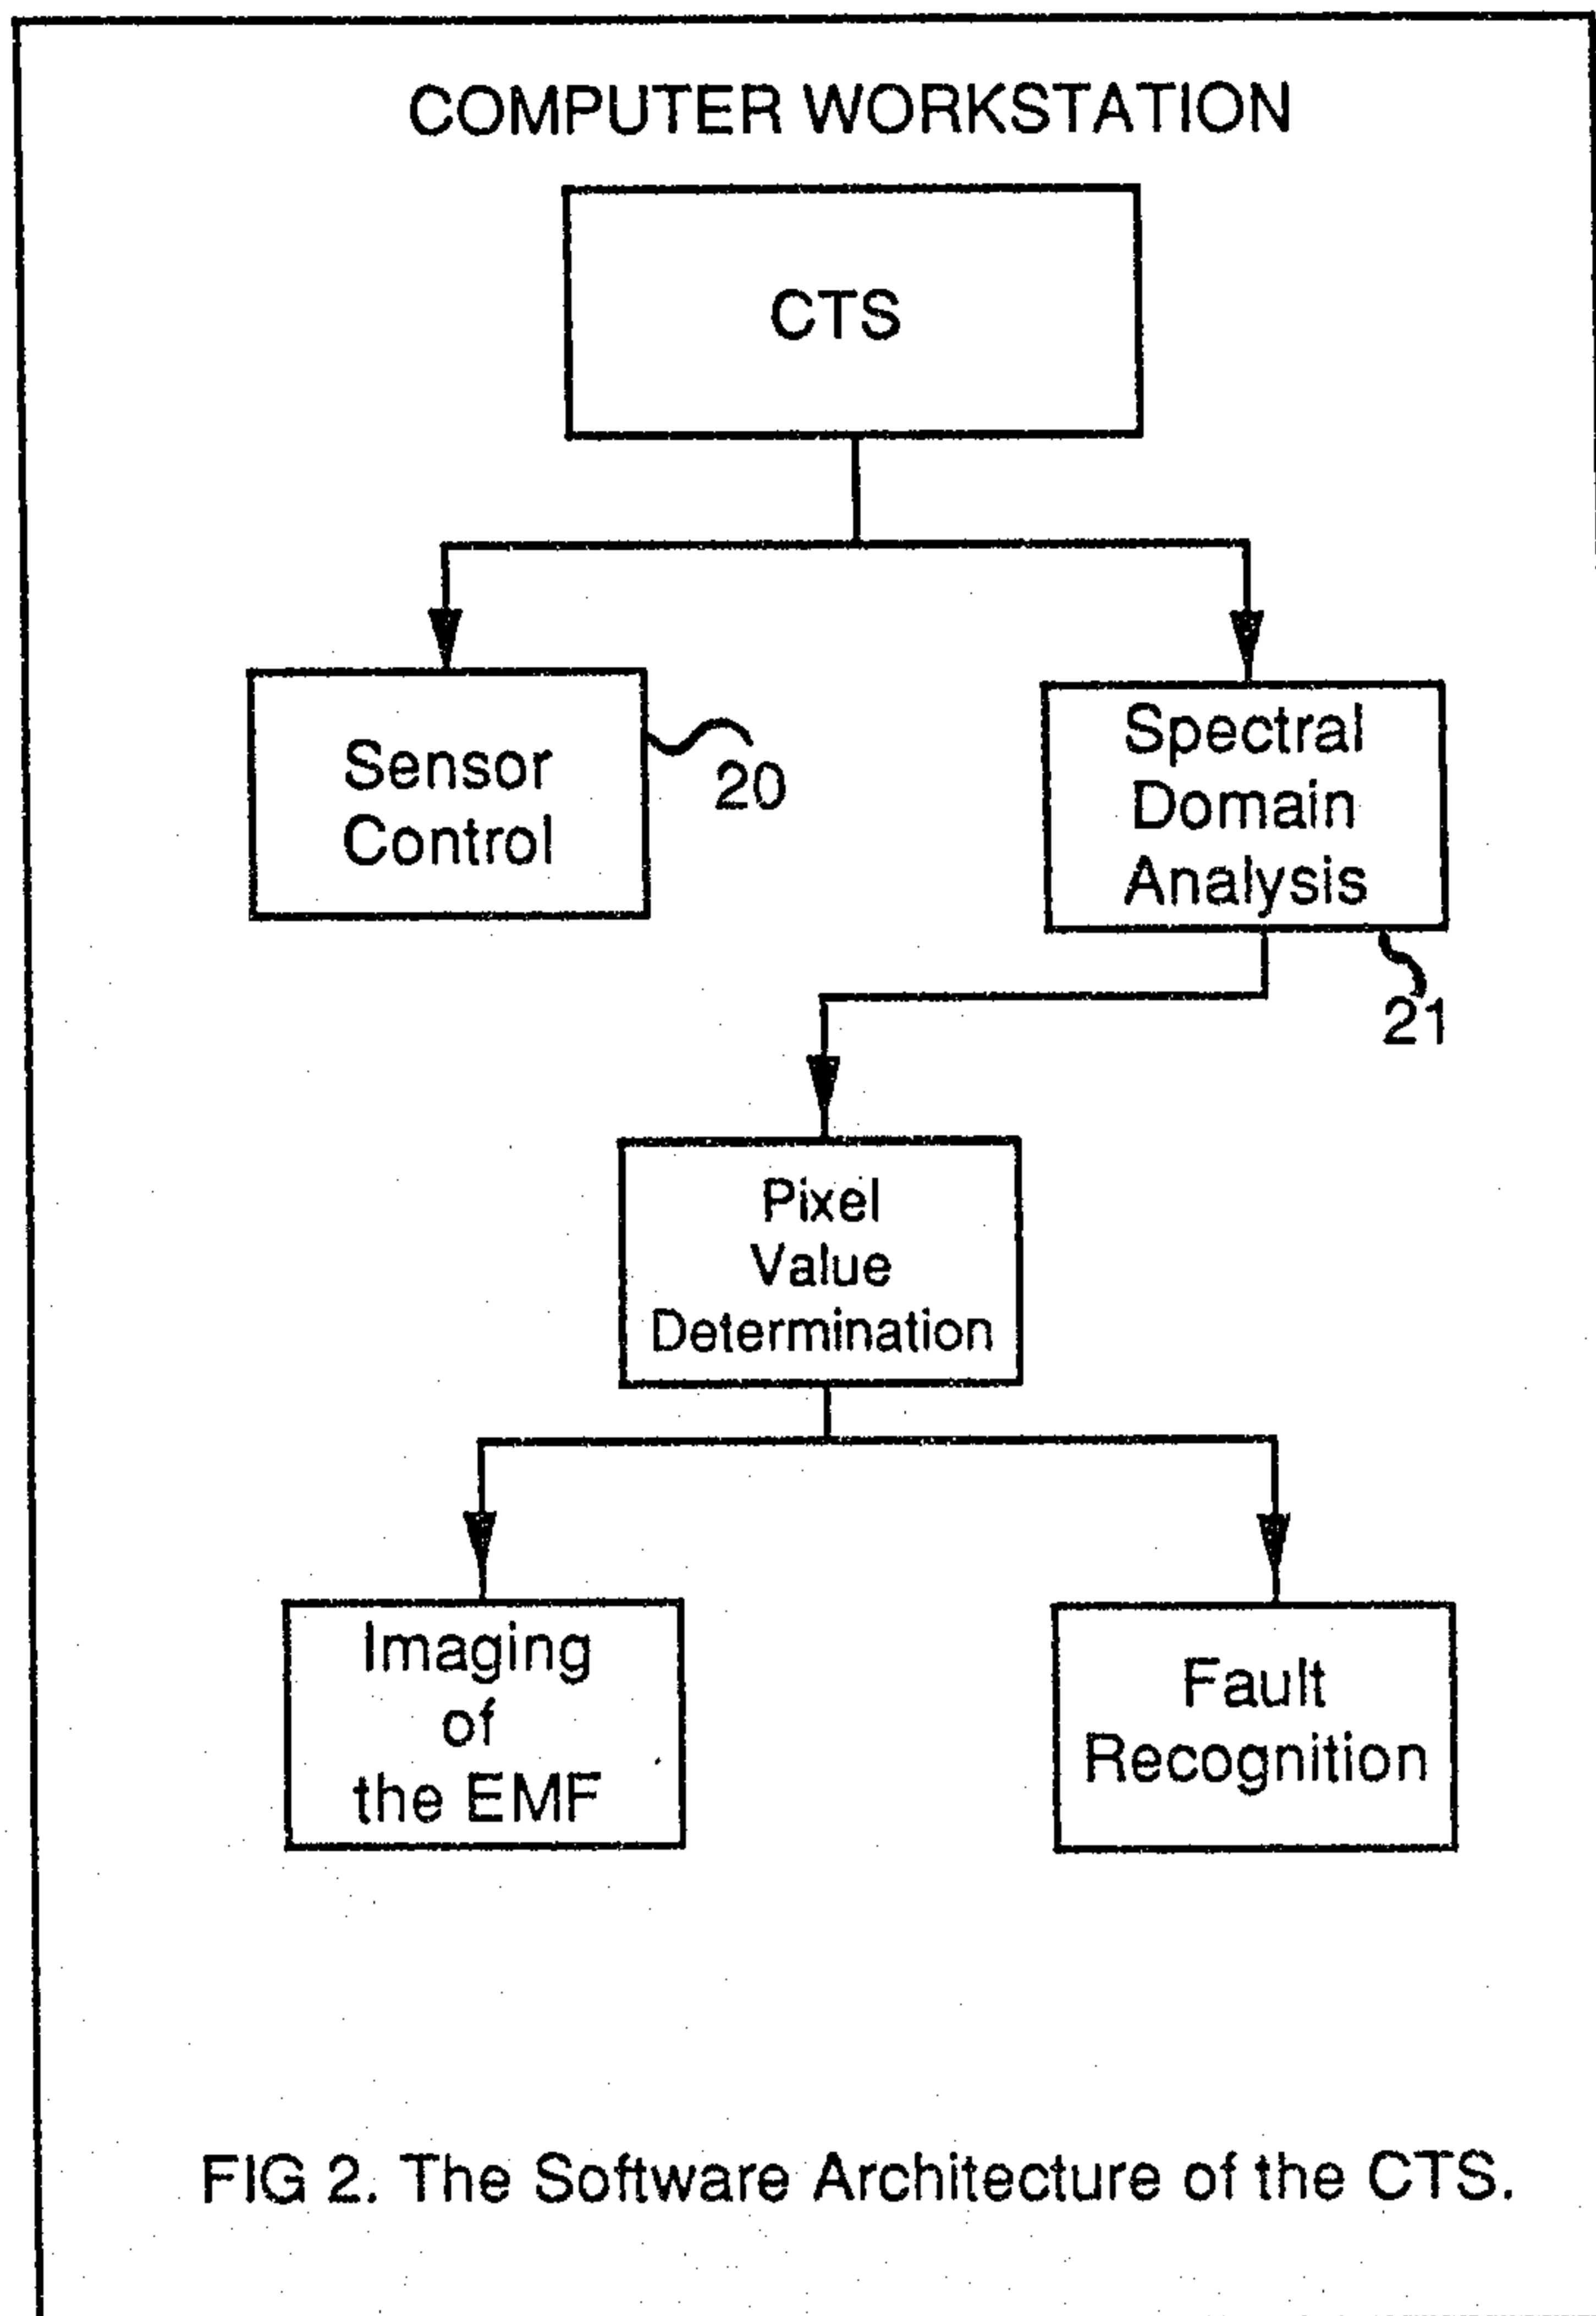 COMPUTER WORKSTATION
CTS
Sensor
Control
20
Spectral
Domain
Analysis
21
Pixel
Value
Determination
Imaging
of
the EMF
Fault
Recognition
FIG 2. The Software Architecture of the CTS.